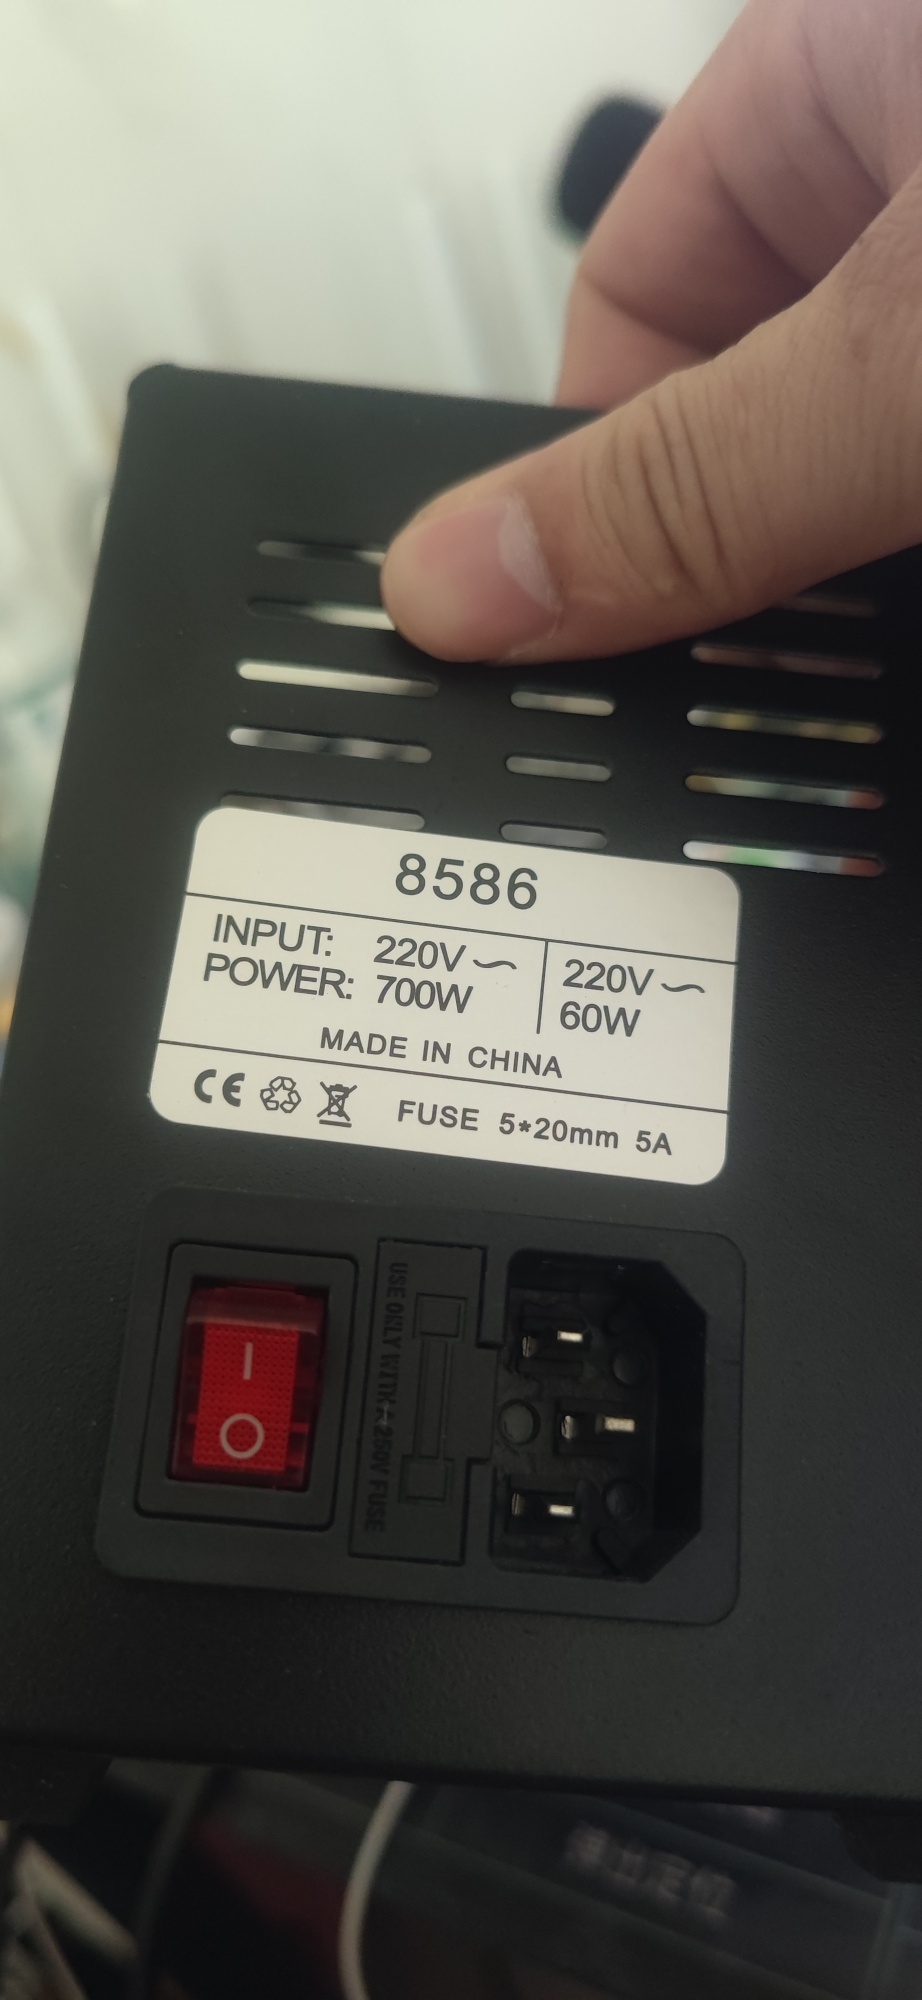 8586
INPUT: 220V～ 220V～
POWER: 700W 60W
MADE IN CHINA
CE FUSE 5*20mm 5A
USE ONLY WITH A 250V FUSE
I
O